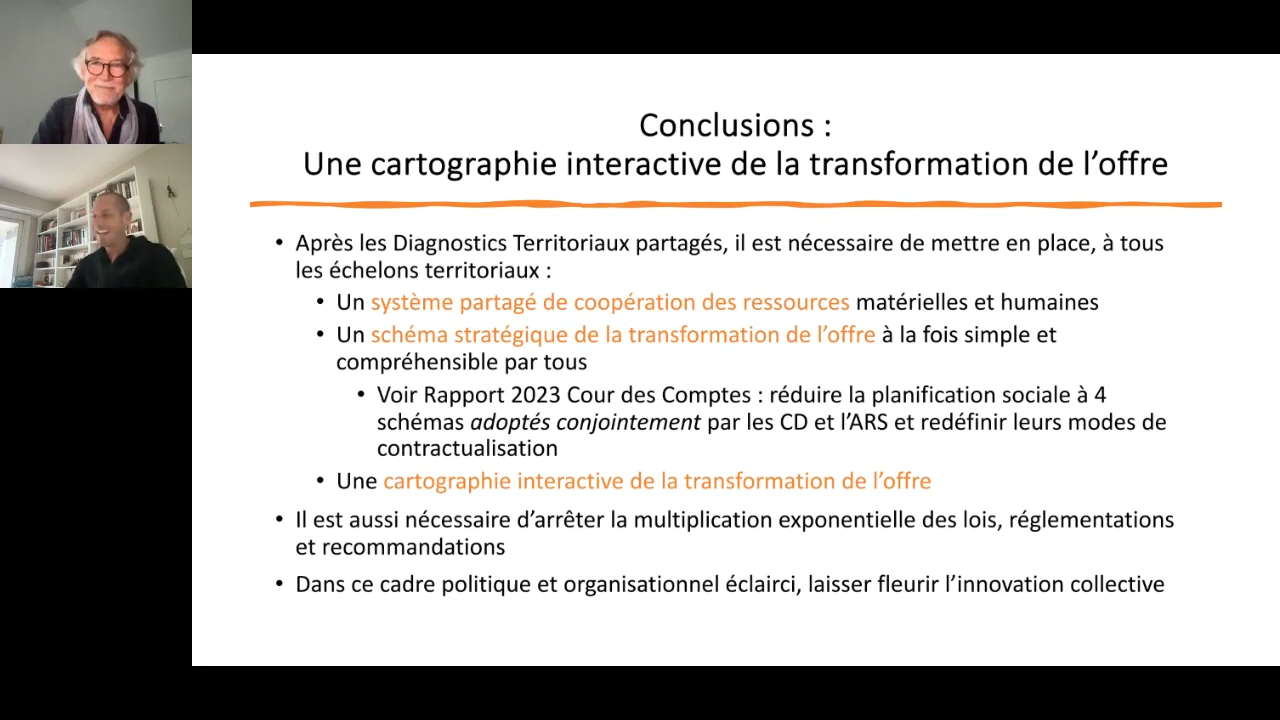 Conclusions :
Une cartographie interactive de la transformation de l’offre
• Après les Diagnostics Territoriaux partagés, il est nécessaire de mettre en place, à tous
les échelons territoriaux :
• Un système partagé de coopération des ressources matérielles et humaines
• Un schéma stratégique de la transformation de l’offre à la fois simple et
compréhensible par tous
• Voir Rapport 2023 Cour des Comptes : réduire la planification sociale à 4
schémas adoptés conjointement par les CD et l’ARS et redéfinir leurs modes de
contractualisation
• Une cartographie interactive de la transformation de l’offre
• Il est aussi nécessaire d’arrêter la multiplication exponentielle des lois, réglementations
et recommandations
• Dans ce cadre politique et organisationnel éclairci, laisser fleurir l’innovation collective